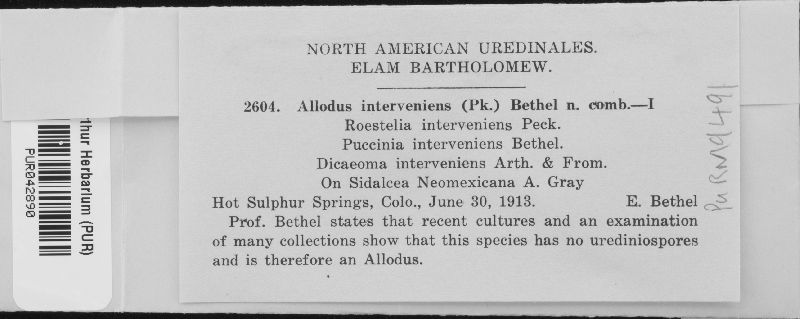 NORTH AMERICAN UREDINALES.
ELAM BARTHOLOMEW.
2604. Allodus interveniens (Pk.) Bethel n. comb.—I
Roestelia interveniens Peck.
Puccinia interveniens Bethel.
Dicaeoma interveniens Arth. & From.
On Sidalcea Neomexicana A. Gray
Hot Sulphur Springs, Colo., June 30, 1913. E. Bethel
Prof. Bethel states that recent cultures and an examination
of many collections show that this species has no urediniospores
and is therefore an Allodus.
thur Herbarium (PUR)
PUR042890